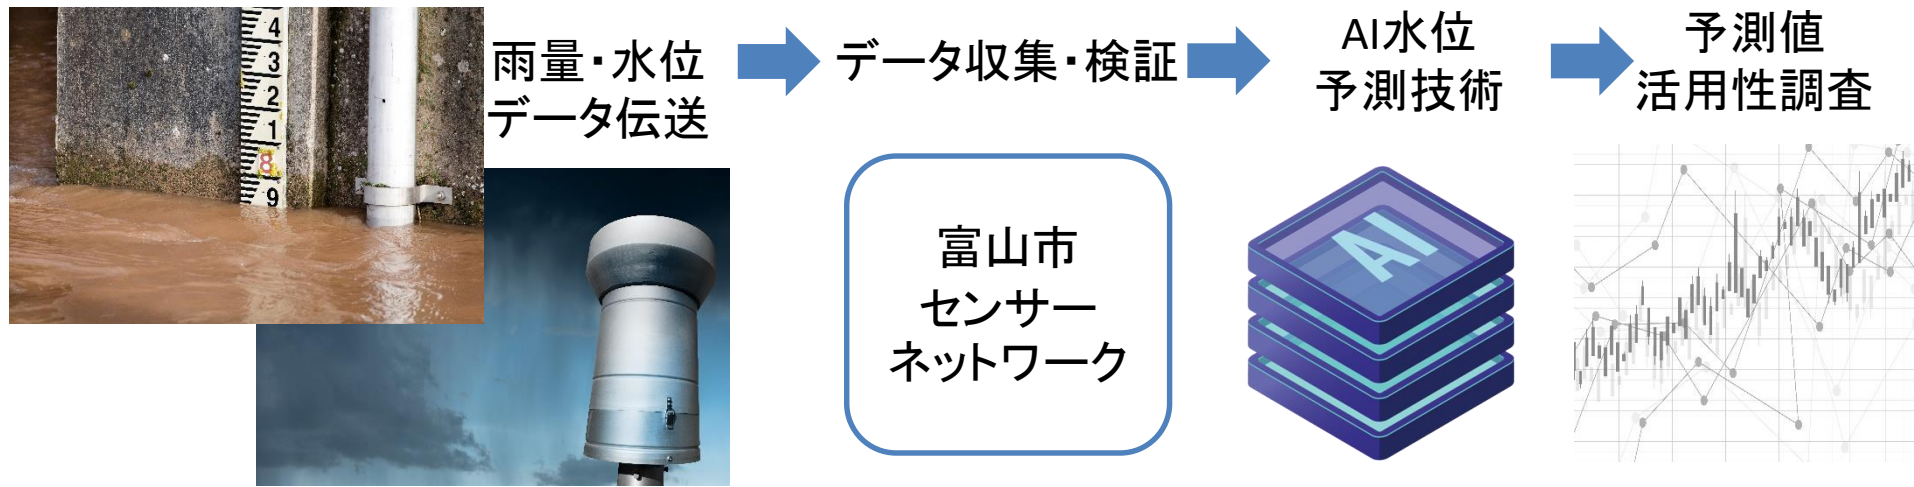 雨量・水位
データ伝送
データ収集・検証
AI水位
予測技術
予測値
活用性調査
4
3
2
1
8
9
富山市
センサー
ネットワーク
AI